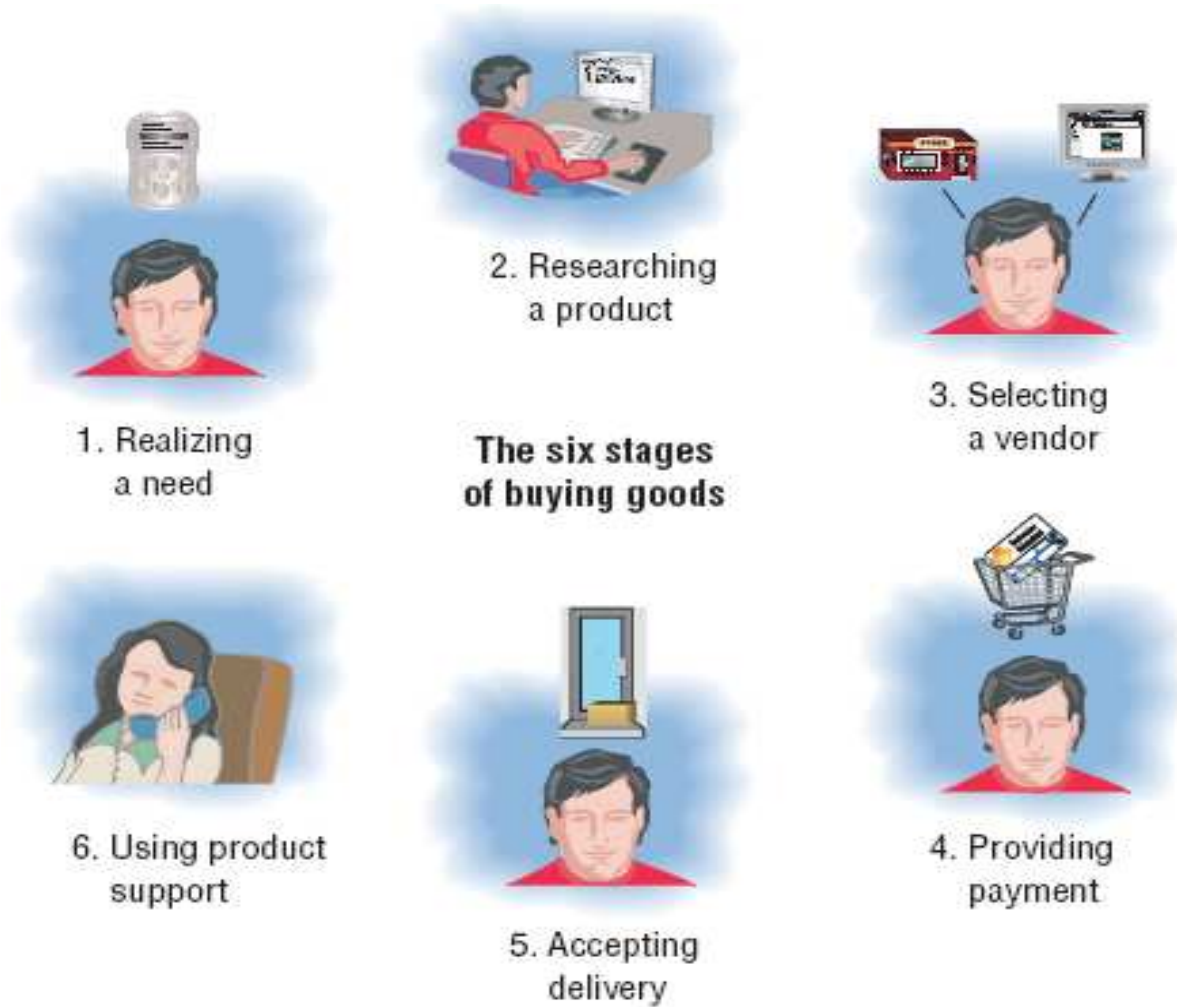 1. Realizing
a need
2. Researching
a product
3. Selecting
a vendor
The six stages
of buying goods
4. Providing
payment
5. Accepting
delivery
6. Using product
support